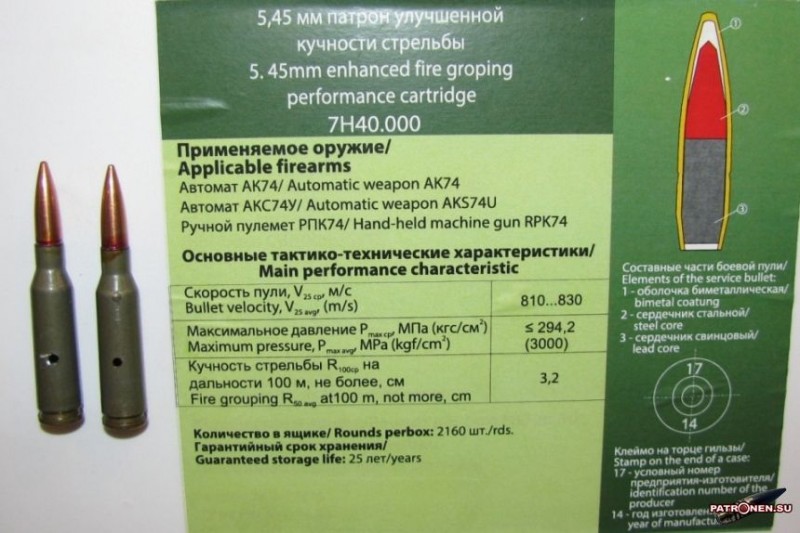 5,45 мм патрон улучшенной
кучности стрельбы
5. 45mm enhanced fire groping
performance cartridge
7Н40.000
Применяемое оружие/
Applicable firearms
Автомат АК74/ Automatic weapon AK74
Автомат АКС74У/ Automatic weapon AKS74U
Ручной пулемет РПК74/ Hand-held machine gun RPK74
Основные тактико-технические характеристики/
Main performance characteristic
Скорость пули, V25 ср, м/с
Bullet velocity, V25 avg, (m/s)
810...830
Максимальное давление Pmax ср, МПа (кгс/см²)
Maximum pressure, Pmax avg, MPa (kgf/cm²)
≤ 294,2
(3000)
Кучность стрельбы R100ср на
дальности 100 м, не более, см
Fire grouping R50 avg. at100 m, not more, cm
3,2
Количество в ящике/ Rounds perbox: 2160 шт./rds.
Гарантийный срок хранения/
Guaranteed storage life: 25 лет/years
1
2
3
Составные части боевой пули/
Elements of the service bullet:
1 - оболочка биметаллическая/
bimetal coatung
2 - сердечник стальной/
steel core
3 - сердечник свинцовый/
lead core
17
14
Клеймо на торце гильзы/
Stamp on the end of a case:
17 - условный номер
предприятия-изготовителя/
identification number of the
producer
14 - год изготовлен
year of manufactu
PATRONEN.SU